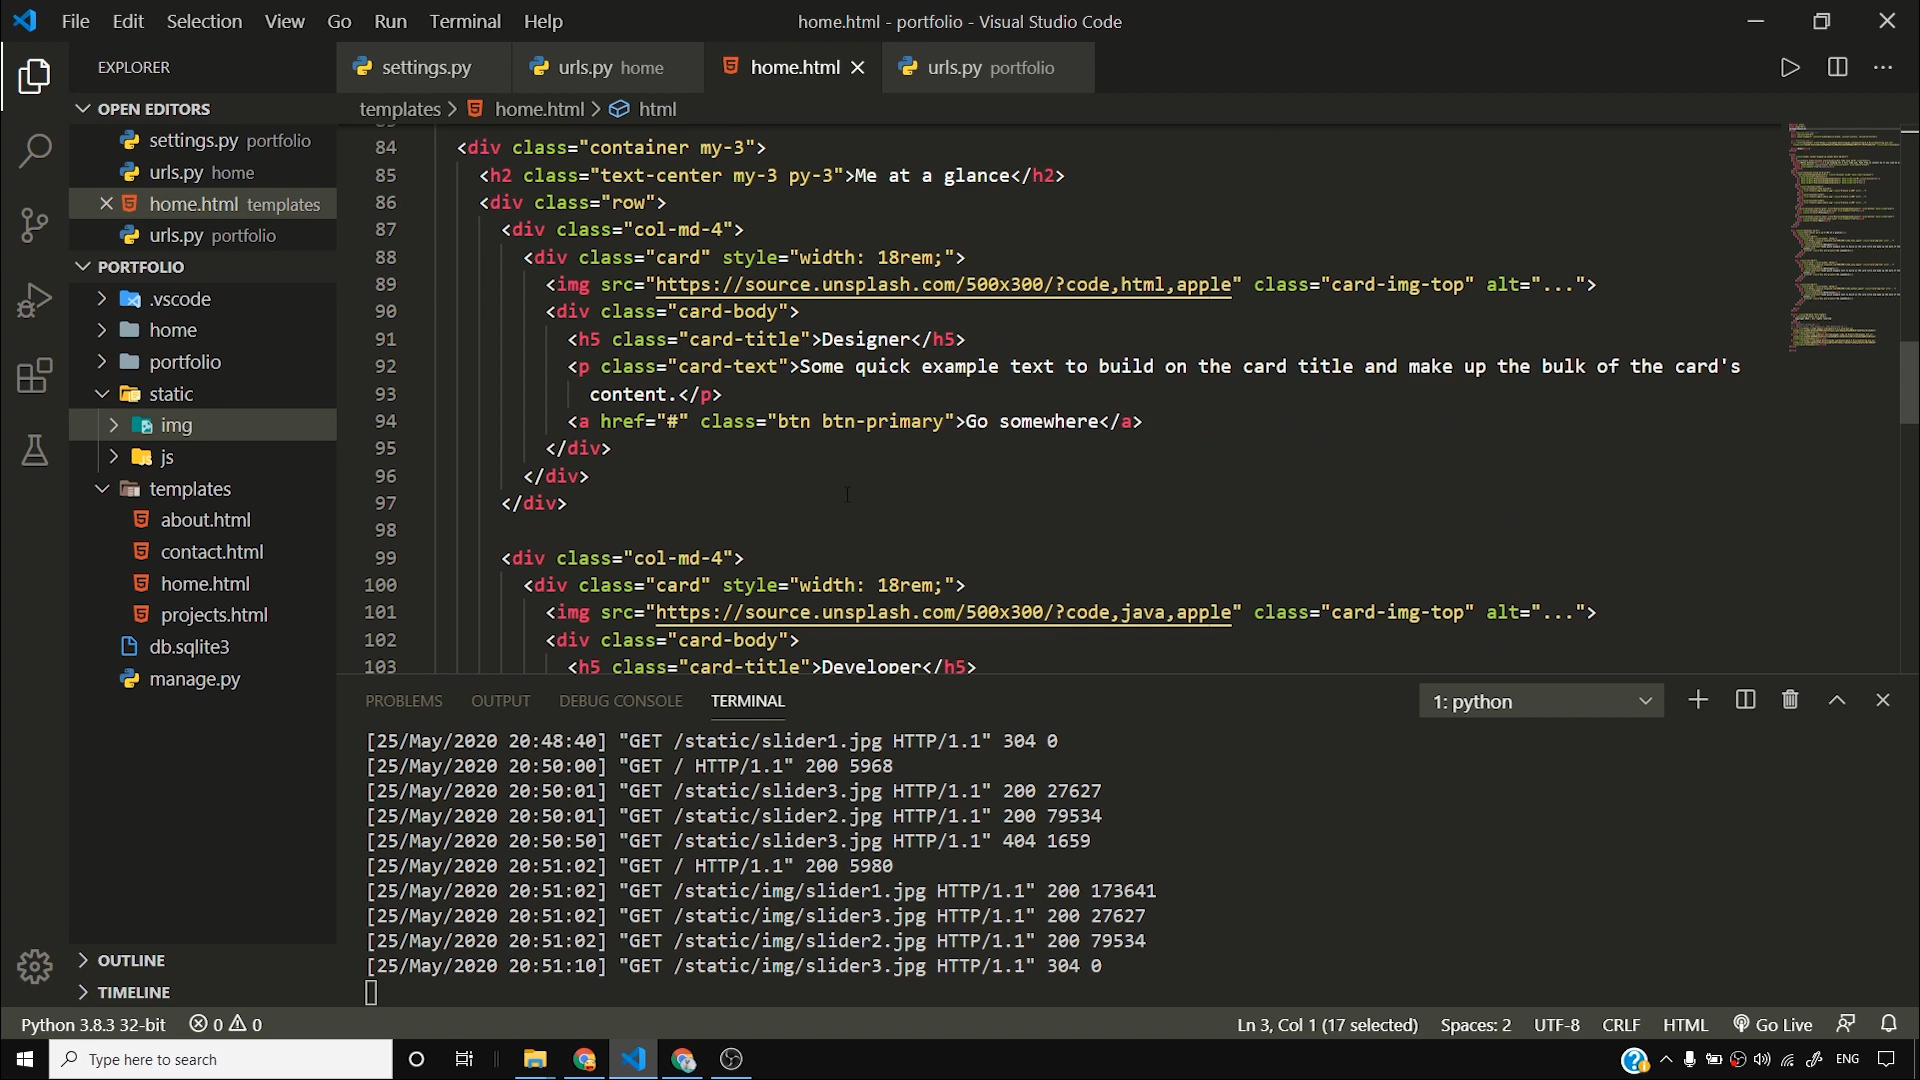 File Edit Selection View Go Run Terminal Help
home.html - portfolio - Visual Studio Code
EXPLORER
settings.py
urls.py home
home.html
urls.py portfolio
OPEN EDITORS
settings.py portfolio
urls.py home
home.html templates
urls.py portfolio
PORTFOLIO
.vscode
home
portfolio
static
img
js
templates
about.html
contact.html
home.html
projects.html
db.sqlite3
manage.py
OUTLINE
TIMELINE
templates > home.html > html
84 <div class="container my-3">
85 <h2 class="text-center my-3 py-3">Me at a glance</h2>
86 <div class="row">
87 <div class="col-md-4">
88 <div class="card" style="width: 18rem;">
89 <img src="https://source.unsplash.com/500x300/?code,html,apple" class="card-img-top" alt="...">
90 <div class="card-body">
91 <h5 class="card-title">Designer</h5>
92 <p class="card-text">Some quick example text to build on the card title and make up the bulk of the card's
93 content.</p>
94 <a href="#" class="btn btn-primary">Go somewhere</a>
95 </div>
96 </div>
97 </div>
98
99 <div class="col-md-4">
100 <div class="card" style="width: 18rem;">
101 <img src="https://source.unsplash.com/500x300/?code,java,apple" class="card-img-top" alt="...">
102 <div class="card-body">
103 <h5 class="card-title">Developer</h5>
PROBLEMS OUTPUT DEBUG CONSOLE TERMINAL
1: python
[25/May/2020 20:48:40] "GET /static/slider1.jpg HTTP/1.1" 304 0
[25/May/2020 20:50:00] "GET / HTTP/1.1" 200 5968
[25/May/2020 20:50:01] "GET /static/slider3.jpg HTTP/1.1" 200 27627
[25/May/2020 20:50:01] "GET /static/slider2.jpg HTTP/1.1" 200 79534
[25/May/2020 20:50:50] "GET /static/slider3.jpg HTTP/1.1" 404 1659
[25/May/2020 20:51:02] "GET / HTTP/1.1" 200 5980
[25/May/2020 20:51:02] "GET /static/img/slider1.jpg HTTP/1.1" 200 173641
[25/May/2020 20:51:02] "GET /static/img/slider3.jpg HTTP/1.1" 200 27627
[25/May/2020 20:51:02] "GET /static/img/slider2.jpg HTTP/1.1" 200 79534
[25/May/2020 20:51:10] "GET /static/img/slider3.jpg HTTP/1.1" 304 0
Python 3.8.3 32-bit 0 0
Ln 3, Col 1 (17 selected) Spaces: 2 UTF-8 CRLF HTML Go Live
Type here to search
ENG